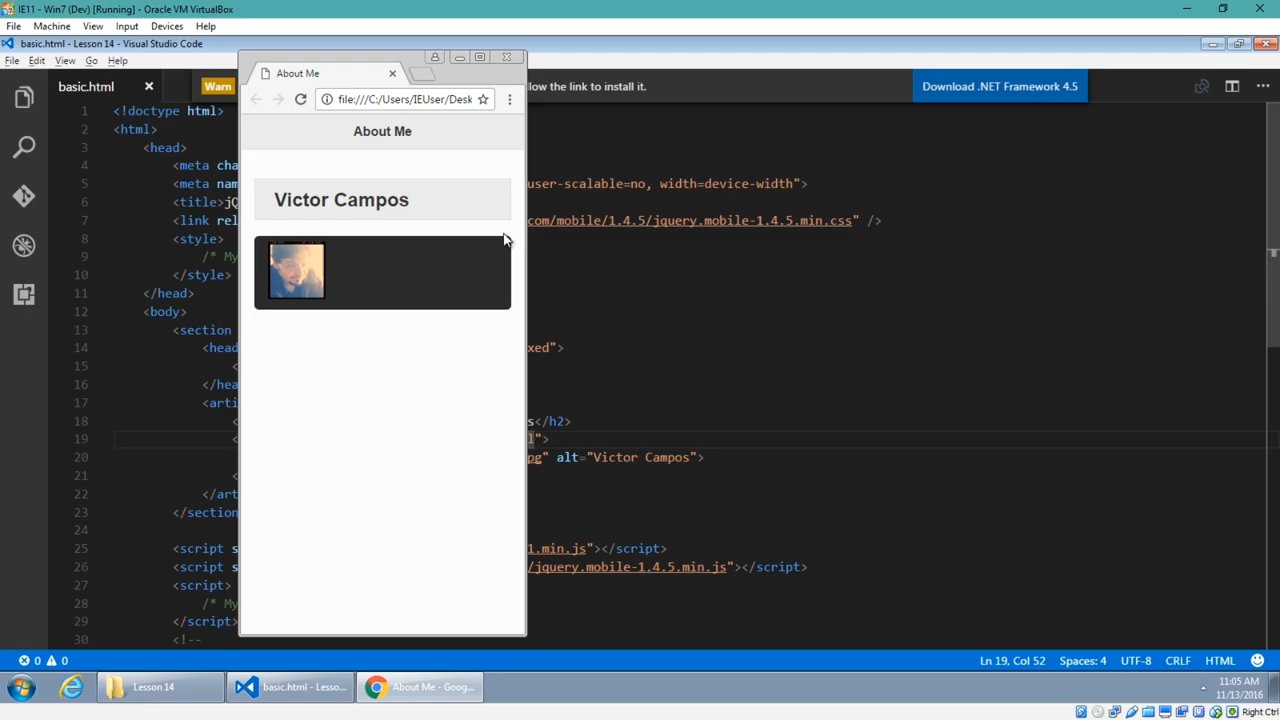 IE11 - Win7 (Dev) [Running] - Oracle VM VirtualBox
File Machine View Input Devices Help
basic.html - Lesson 14 - Visual Studio Code
File Edit View Go Help
basic.html
Warn
llow the link to install it.
Download .NET Framework 4.5
About Me
file:///C:/Users/IEUser/Desk
About Me
Victor Campos
1 <!doctype html>
2 <html>
3 <head>
4 <meta cha
5 <meta nam user-scalable=no, width=device-width">
6 <title>jQ
7 <link rel com/mobile/1.4.5/jquery.mobile-1.4.5.min.css" />
8 <style>
9 /* My
10 </style>
11 </head>
12 <body>
13 <section
14 <head xed">
15 <
16 </hea
17 <arti
18 < s</h2>
19 < l">
20 pg" alt="Victor Campos">
21 <
22 </art
23 </section
24
25 <script s 1.min.js"></script>
26 <script s /jquery.mobile-1.4.5.min.js"></script>
27 <script>
28 /* My
29 </script>
30 <!--
0 0
Ln 19, Col 52 Spaces: 4 UTF-8 CRLF HTML
Lesson 14
basic.html - Lesso...
About Me - Goog...
11:05 AM
11/13/2016
Right Ctrl